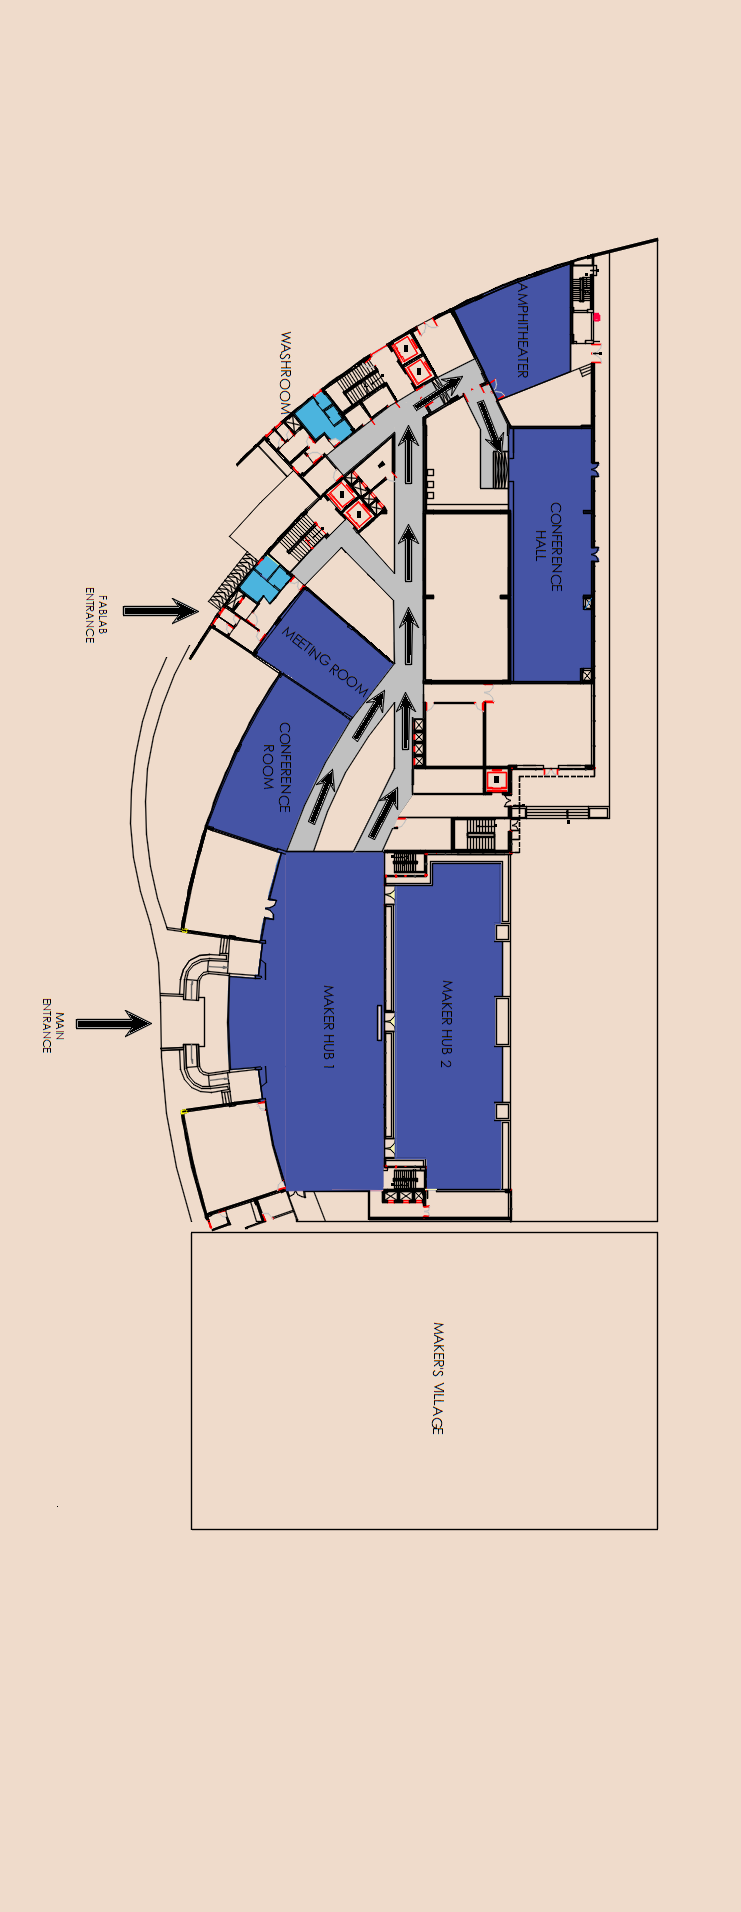 AMPHITHEATER
WASHROOM
CONFERENCE
HALL
FABLAB
ENTRANCE
MEETING ROOM
CONFERENCE
ROOM
MAIN
ENTRANCE
MAKER HUB 1
MAKER HUB 2
MAKER'S VILLAGE